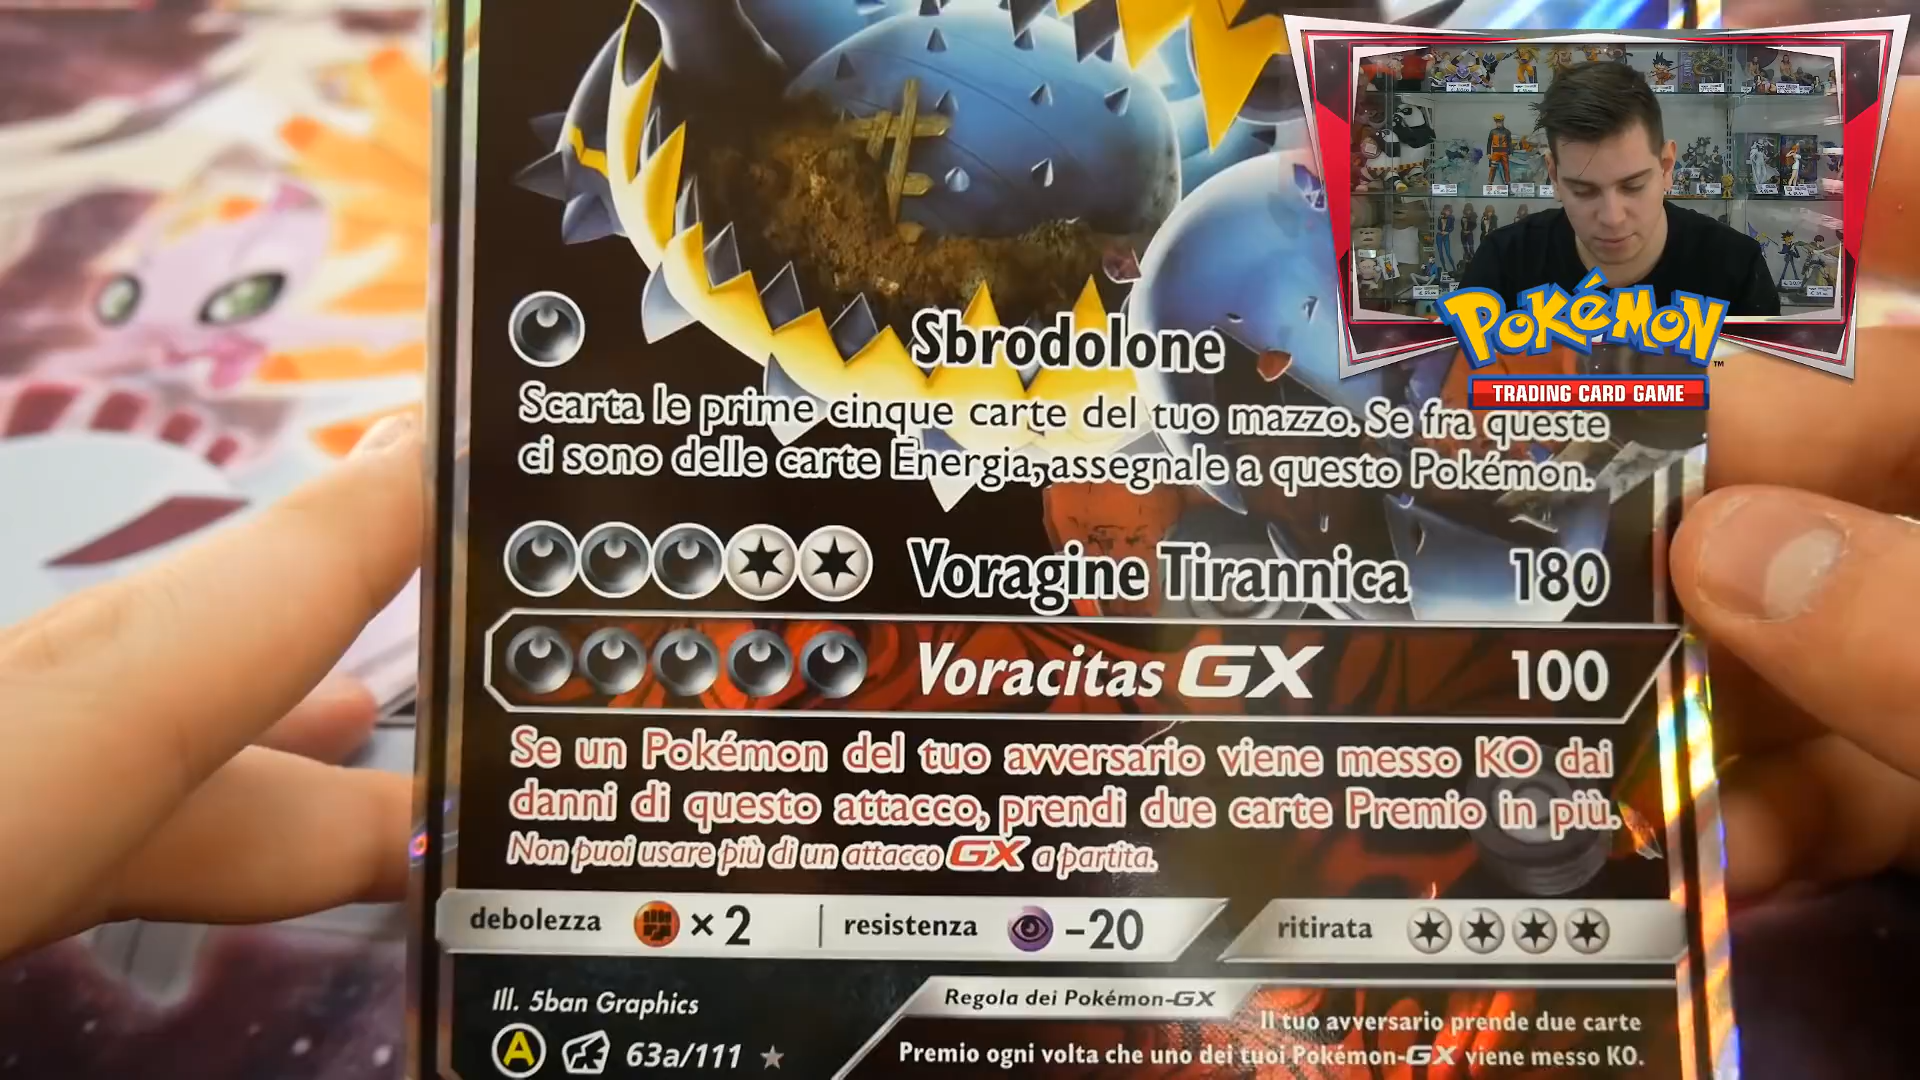 POKéMON
TM
TRADING CARD GAME
Sbrodolone
Scarta le prime cinque carte del tuo mazzo. Se fra queste
ci sono delle carte Energia, assegnale a questo Pokémon.
Voragine Tirannica 180
Voracitas GX 100
Se un Pokémon del tuo avversario viene messo KO dai
danni di questo attacco, prendi due carte Premio in più.
Non puoi usare più di un attacco GX a partita.
debolezza ×2 resistenza -20 ritirata
Ill. 5ban Graphics
Regola dei Pokémon-GX
Il tuo avversario prende due carte
A 63a/111
Premio ogni volta che uno dei tuoi Pokémon-GX viene messo KO.